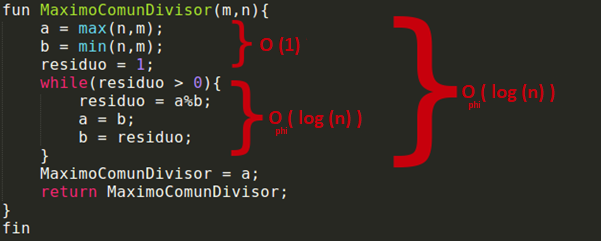 fun MaximoComunDivisor(m,n){
a = max(n,m);
b = min(n,m);
residuo = 1;
O (1)
while(residuo > 0){
residuo = a%b;
a = b;
b = residuo;
}
O phi ( log (n) )
O phi ( log (n) )
MaximoComunDivisor = a;
return MaximoComunDivisor;
}
fin